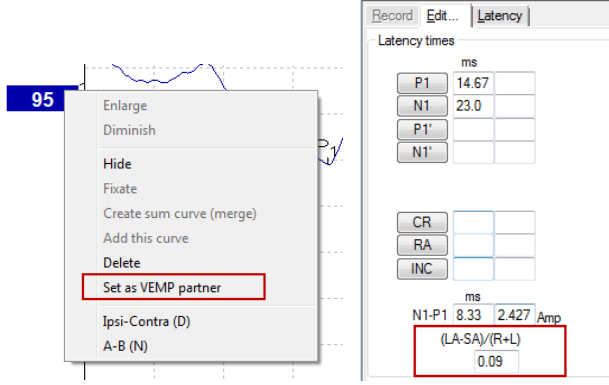 95
Enlarge
Diminish
Hide
Fixate
Create sum curve (merge)
Add this curve
Delete
Set as VEMP partner
Ipsi-Contra (D)
A-B (N)
Record Edit... Latency
Latency times
ms
P1 14.67
N1 23.0
P1'
N1'
CR
RA
INC
ms
N1-P1 8.33 2.427 Amp
(LA-SA)/(R+L)
0.09